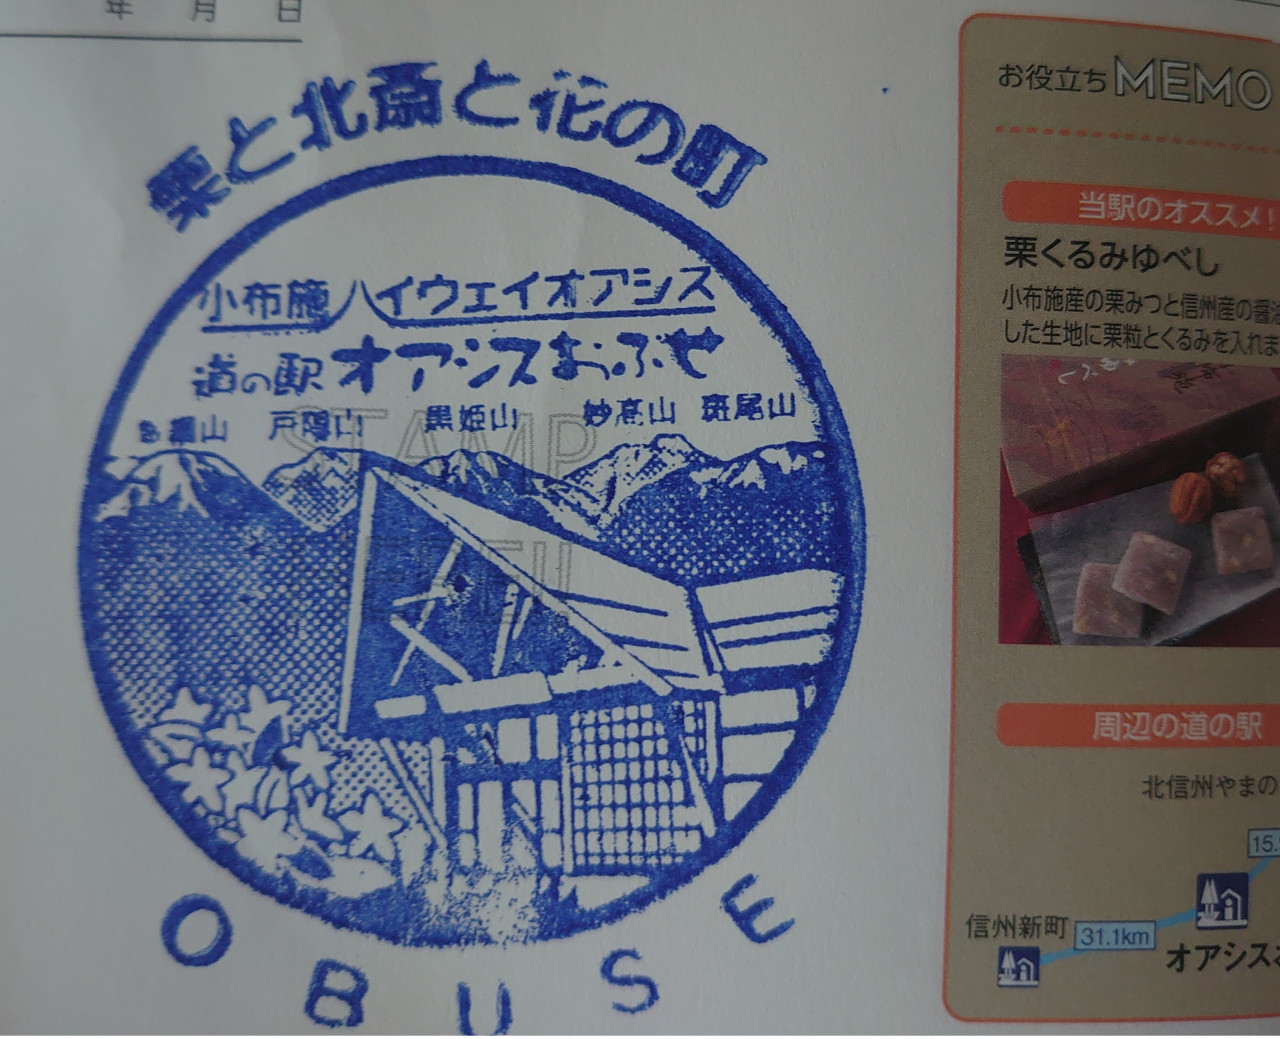 年 月 日
栗と北斎と花の町
小布施ハイウェイオアシス
道の駅オアシスおぶせ
戸隠山 黒姫山 妙高山 斑尾山
STAMP
OBUSE
お役立ちMEMO
当駅のオススメ!
栗くるみゆべし
小布施産の栗みつと信州産の醤
した生地に栗粒とくるみを入れま
周辺の道の駅
北信州やまの
15.
信州新町
31.1km
オアシス